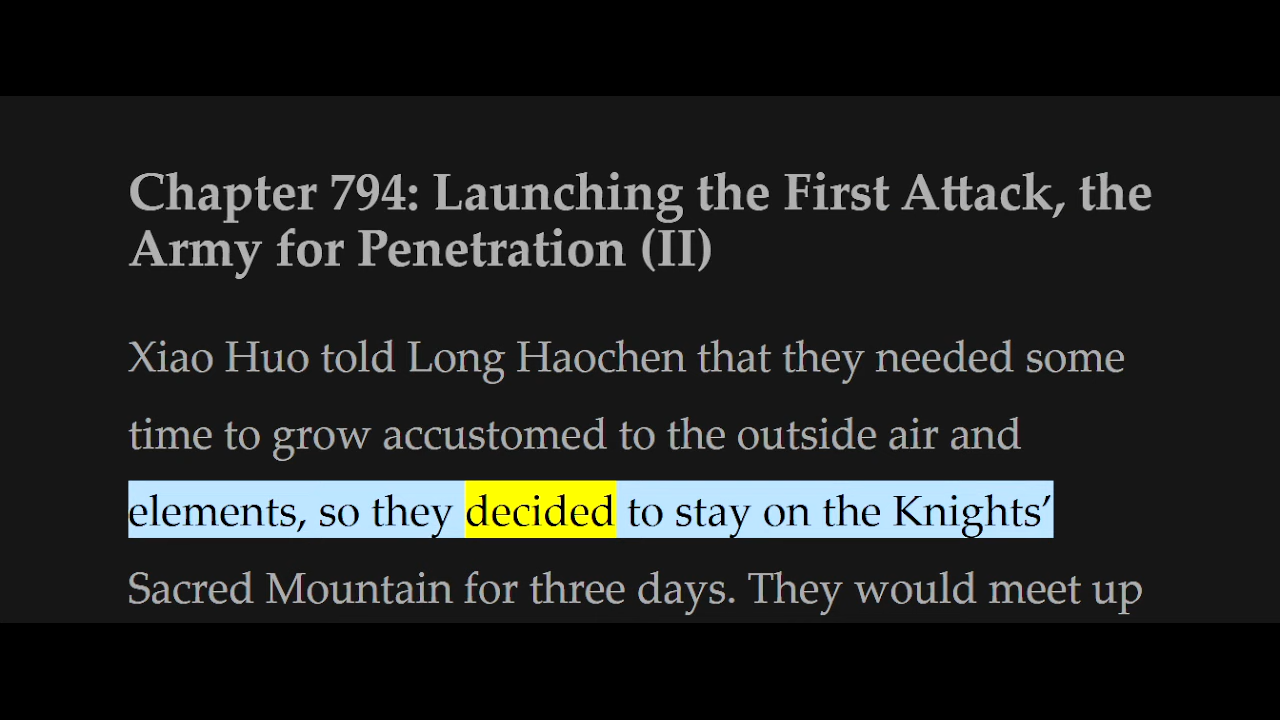 Chapter 794: Launching the First Attack, the
Army for Penetration (II)
Xiao Huo told Long Haochen that they needed some
time to grow accustomed to the outside air and
elements, so they decided to stay on the Knights’
Sacred Mountain for three days. They would meet up